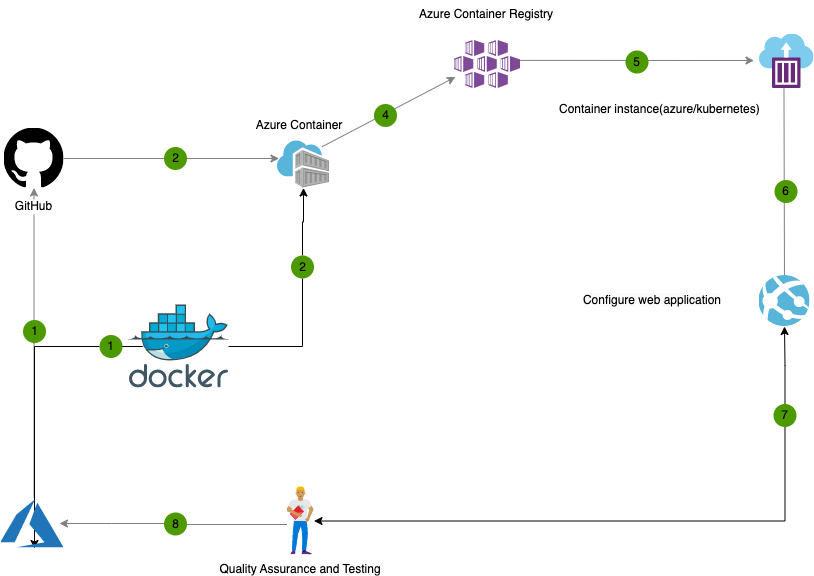 Azure Container Registry
5
Container instance(azure/kubernetes)
Azure Container
4
2
GitHub
6
2
Configure web application
1
1
docker
7
8
Quality Assurance and Testing